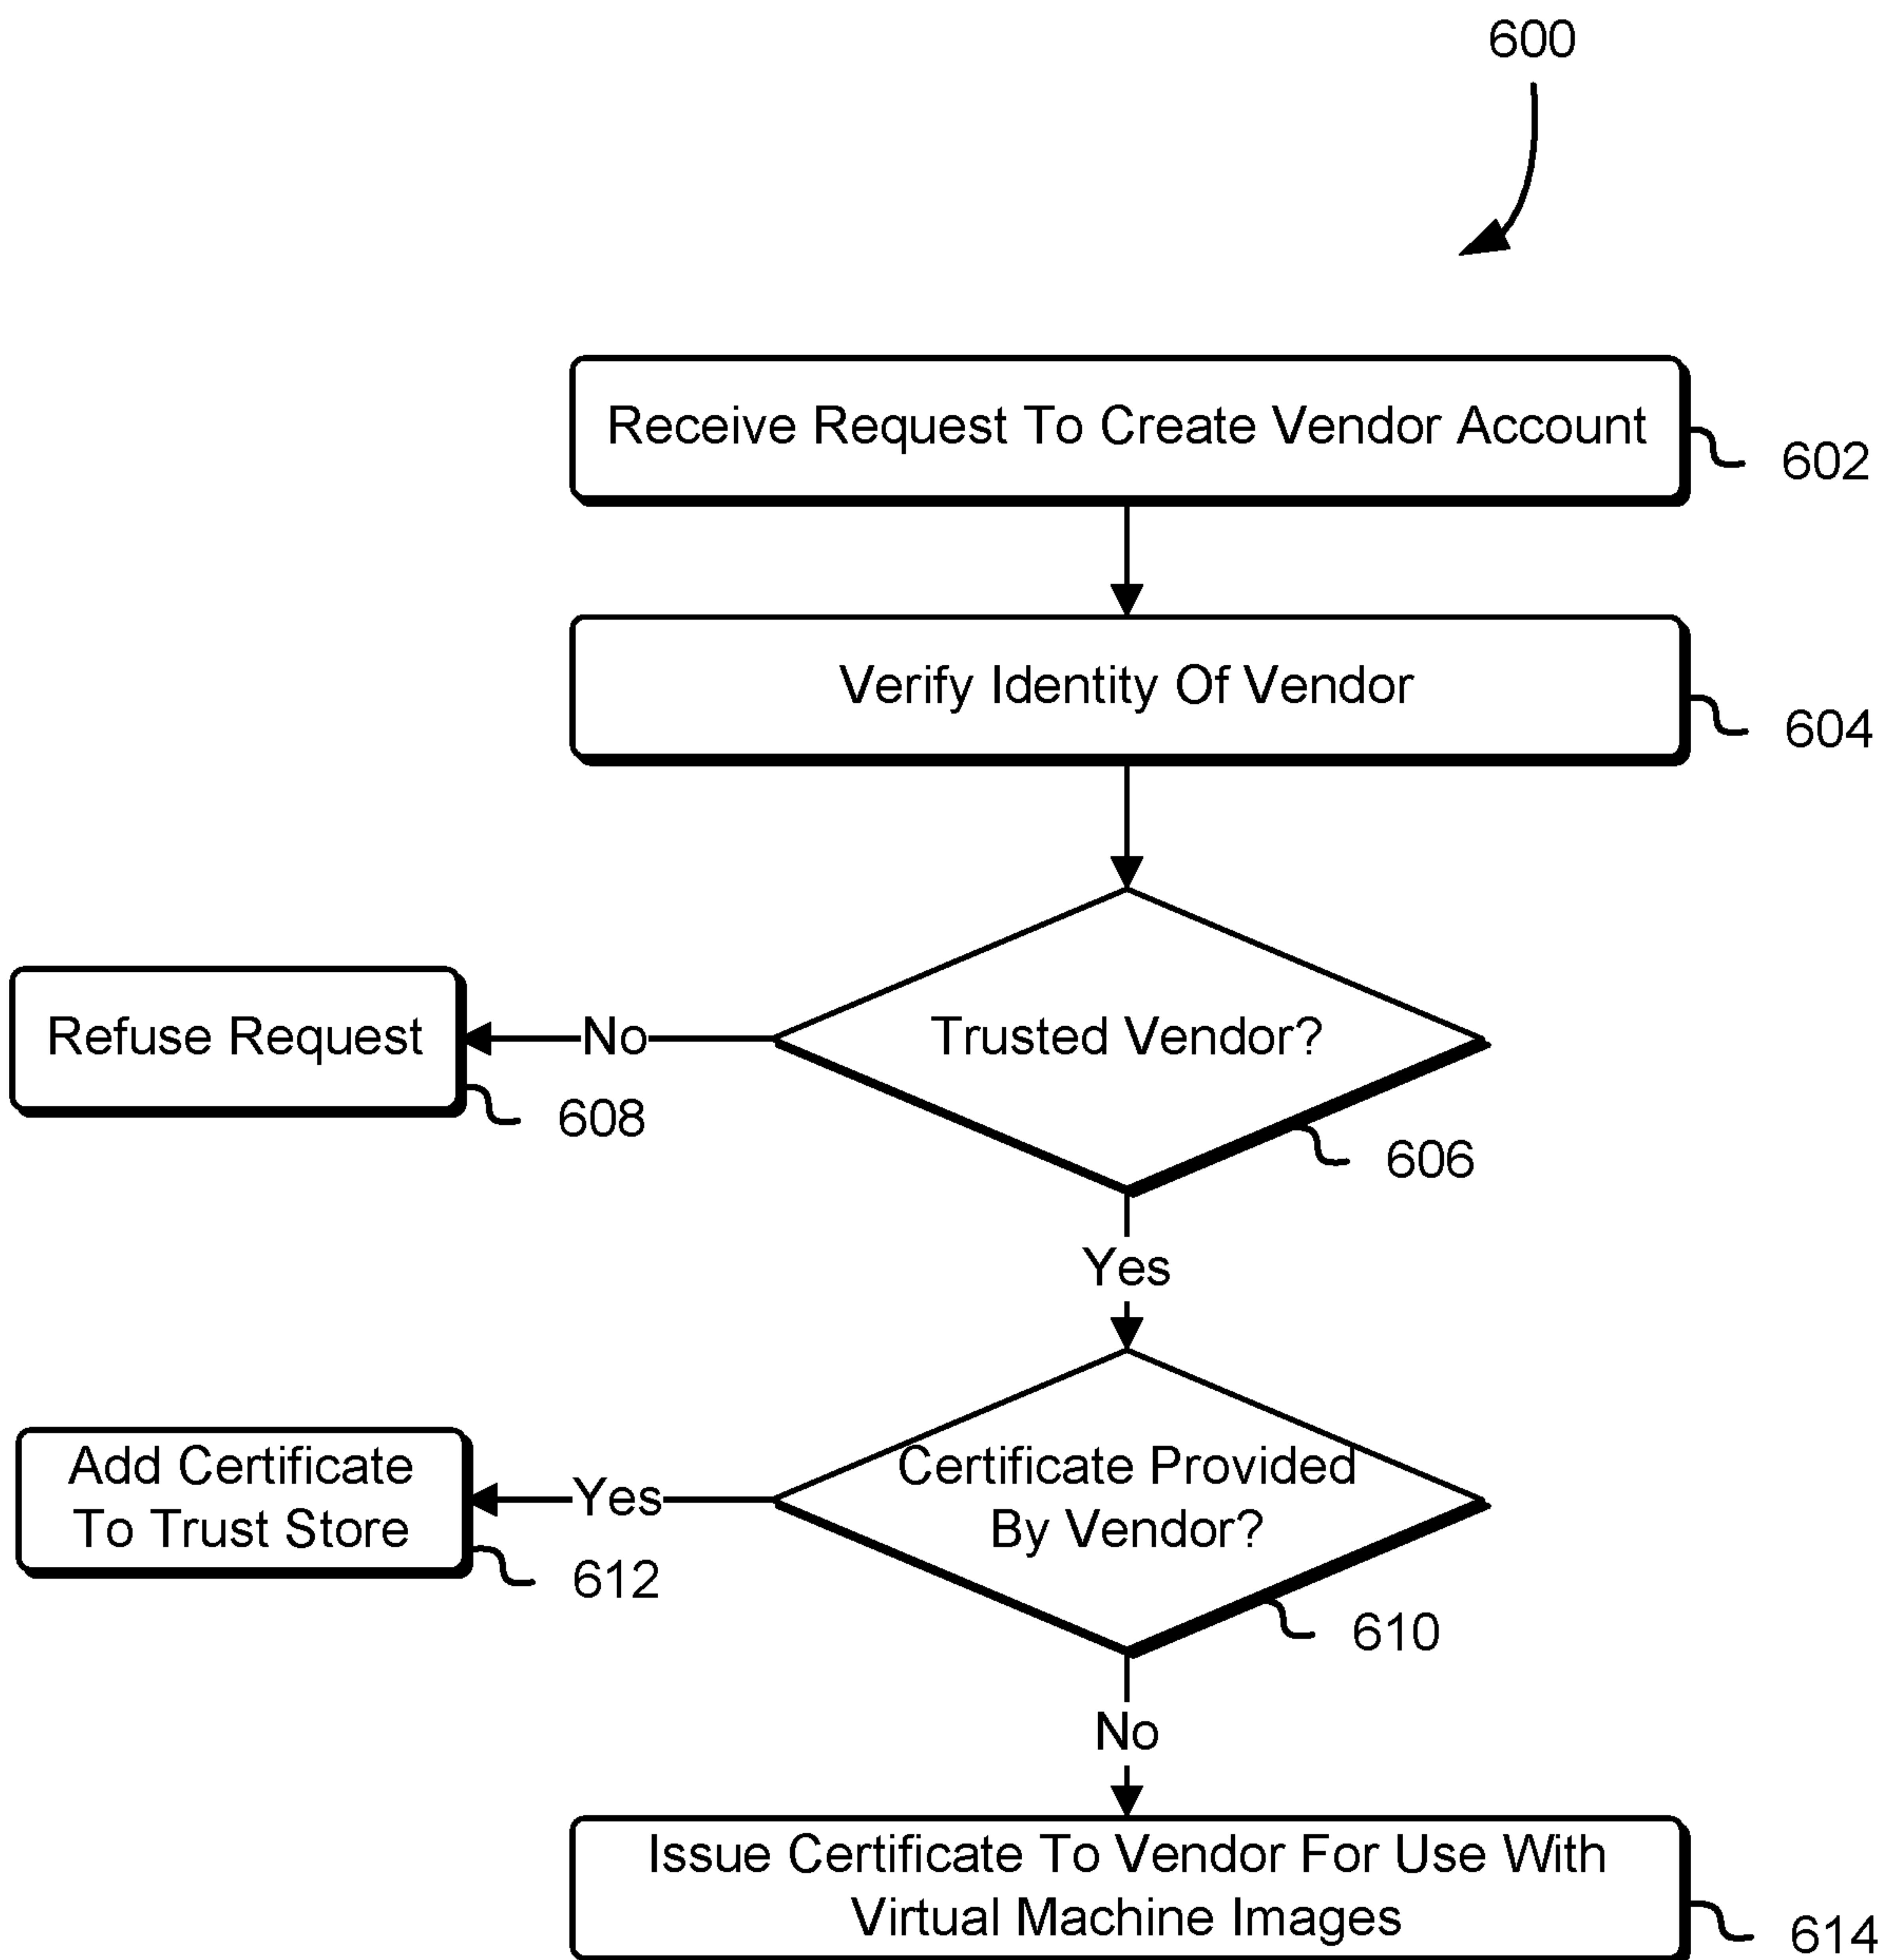 600
Receive Request To Create Vendor Account
602
Verify Identity Of Vendor
604
Trusted Vendor?
606
No
Refuse Request
608
Yes
Certificate Provided
By Vendor?
610
Yes
Add Certificate
To Trust Store
612
No
Issue Certificate To Vendor For Use With
Virtual Machine Images
614